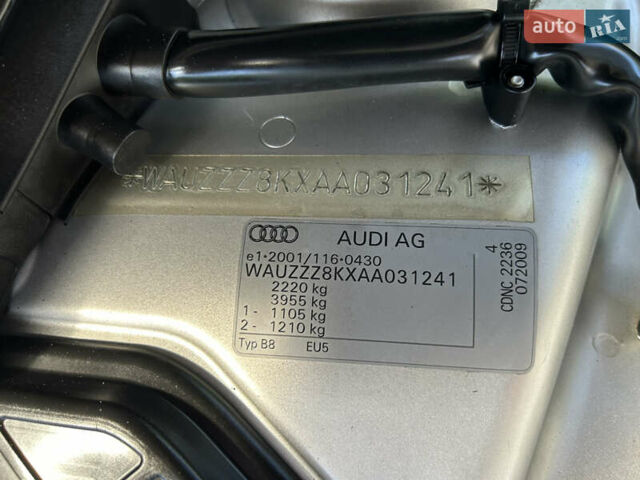 auto RIA
.com
*WAUZZZ8KXAA031241*
AUDI AG
e1*2001/116*0430
WAUZZZ8KXAA031241
2220 kg
3955 kg
1 - 1105 kg
2 - 1210 kg
Typ B8 EU5
4
CDNC 2236
072009